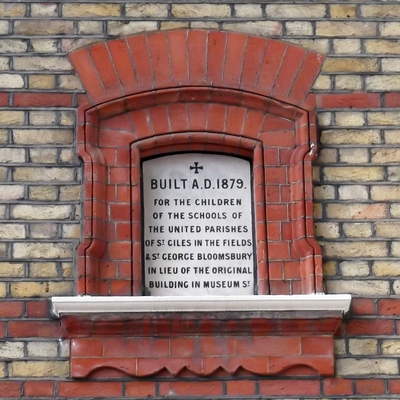 BUILT A.D. 1879.
FOR THE CHILDREN
OF THE SCHOOLS OF
THE UNITED PARISHES
OF ST GILES IN THE FIELDS
& ST GEORGE BLOOMSBURY
IN LIEU OF THE ORIGINAL
BUILDING IN MUSEUM ST